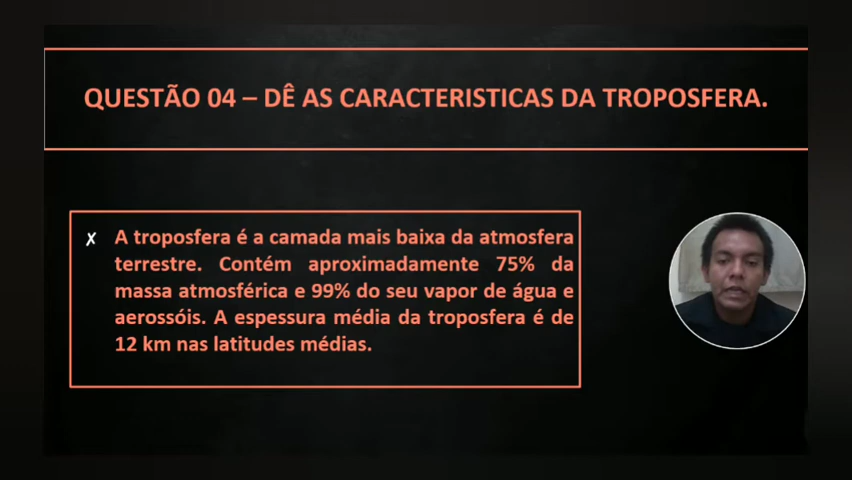 QUESTÃO 04 – DÊ AS CARACTERISTICAS DA TROPOSFERA.
✗ A troposfera é a camada mais baixa da atmosfera
terrestre. Contém aproximadamente 75% da
massa atmosférica e 99% do seu vapor de água e
aerossóis. A espessura média da troposfera é de
12 km nas latitudes médias.